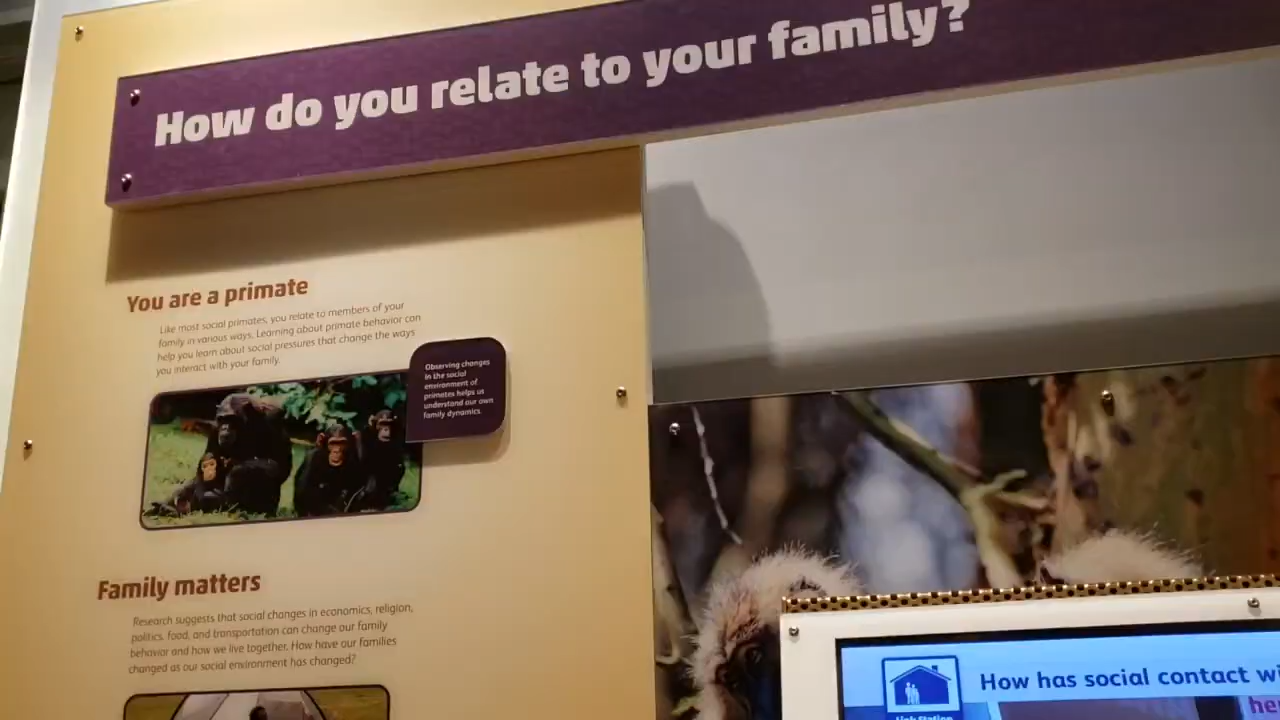 How do you relate to your family?
You are a primate
Like most social primates, you relate to members of your
family in various ways. Learning about primate behavior can
help you learn about social pressures that change the ways
you interact with your family.
Observing changes
in the social
environment of
primates helps us
understand our own
family dynamics.
Family matters
Research suggests that social changes in economics, religion,
politics, food, and transportation can change our family
behavior and how we live together. How have our families
changed as our social environment has changed?
How has social contact wi
her
Link Station